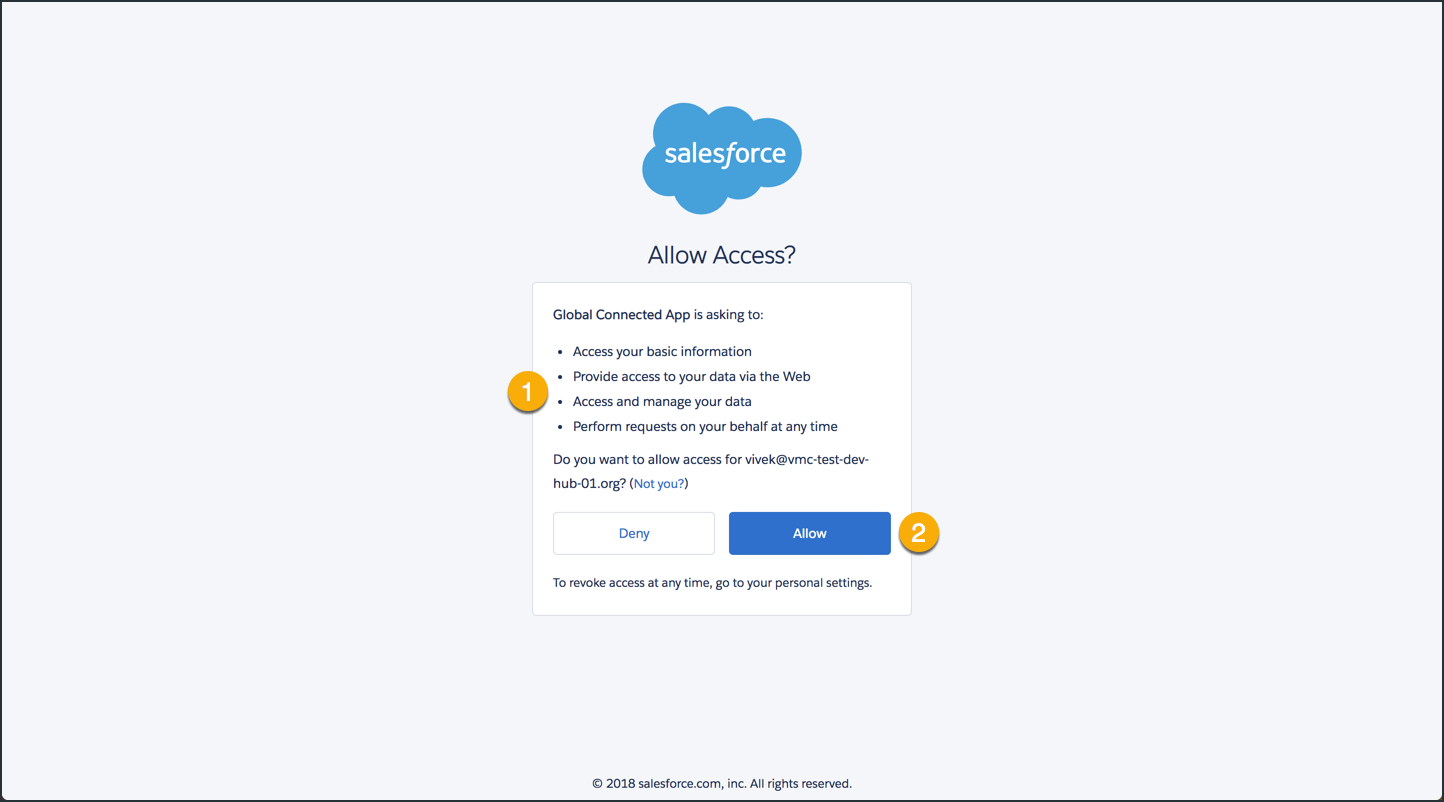 salesforce
Allow Access?
Global Connected App is asking to:
• Access your basic information
• Provide access to your data via the Web
1
• Access and manage your data
• Perform requests on your behalf at any time
Do you want to allow access for vivek@vmc-test-dev-
hub-01.org? (Not you?)
Deny Allow 2
To revoke access at any time, go to your personal settings.
© 2018 salesforce.com, inc. All rights reserved.